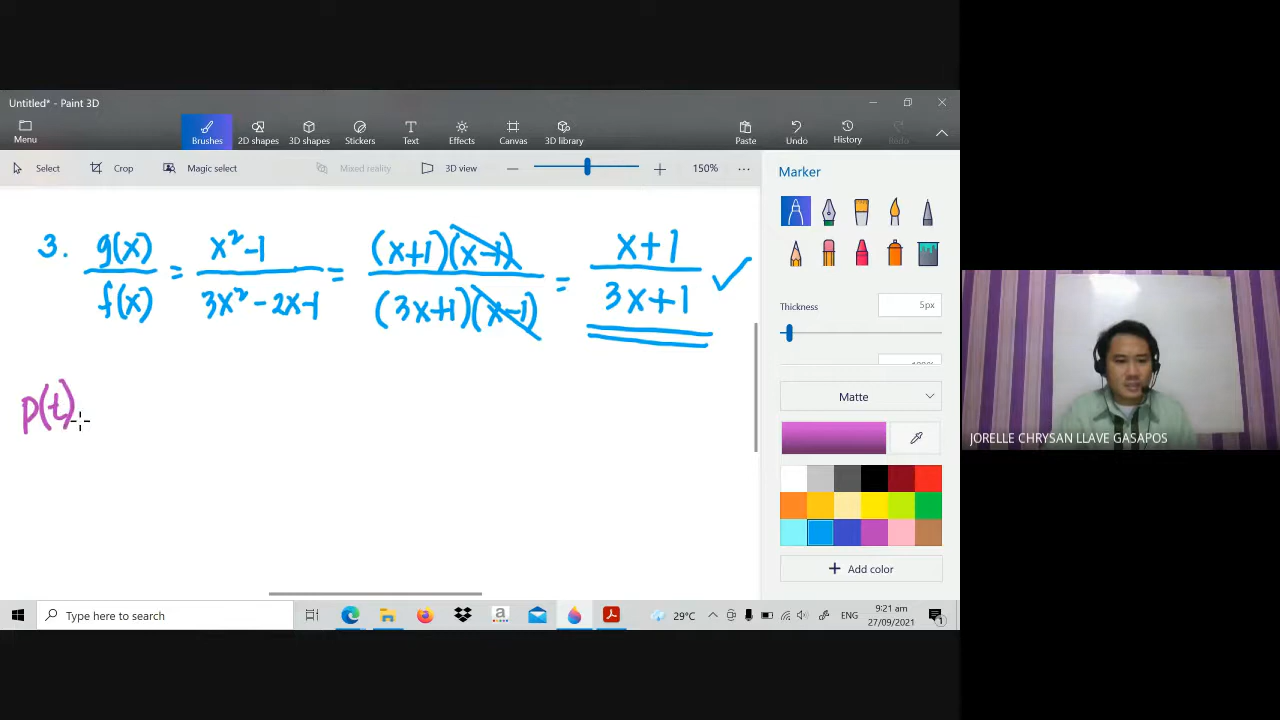 Untitled* - Paint 3D
Menu
Brushes
2D shapes
3D shapes
Stickers
Text
Effects
Canvas
3D library
Paste
Undo
History
Redo
Select
Crop
Magic select
Mixed reality
3D view
150%
Marker
3. g(x)/f(x) = x²-1/3x²-2x-1 = (x+1)(x-1)/(3x+1)(x-1) = x+1/3x+1 ✓
p(t)
Thickness
5px
Matte
+ Add color
JORELLE CHRYSAN LLAVE GASAPOS
Type here to search
29°C
ENG
9:21 am
27/09/2021